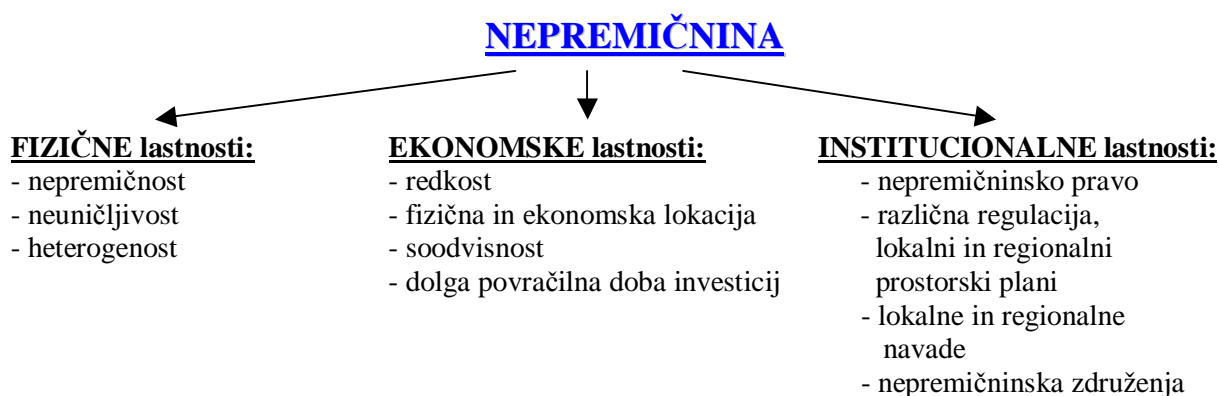 NEPREMIČNINA
FIZIČNE lastnosti:
- nepremičnost
- neuničljivost
- heterogenost
EKONOMSKE lastnosti:
- redkost
- fizična in ekonomska lokacija
- soodvisnost
- dolga povračilna doba investicij
INSTITUCIONALNE lastnosti:
- nepremičninsko pravo
- različna regulacija,
lokalni in regionalni
prostorski plani
- lokalne in regionalne
navade
- nepremičninska združenja